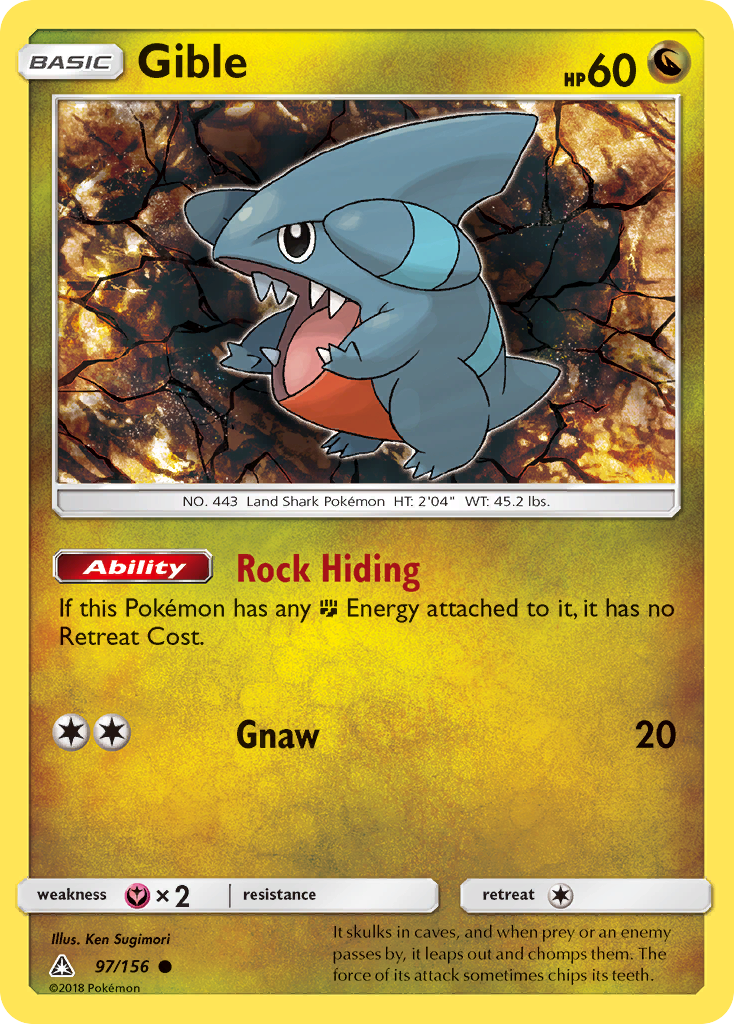 BASIC Gible HP60
NO. 443 Land Shark Pokémon HT: 2'04" WT: 45.2 lbs.
Ability Rock Hiding
If this Pokémon has any Energy attached to it, it has no
Retreat Cost.
Gnaw 20
weakness × 2 resistance retreat
Illus. Ken Sugimori
97/156
©2018 Pokémon
It skulks in caves, and when prey or an enemy
passes by, it leaps out and chomps them. The
force of its attack sometimes chips its teeth.